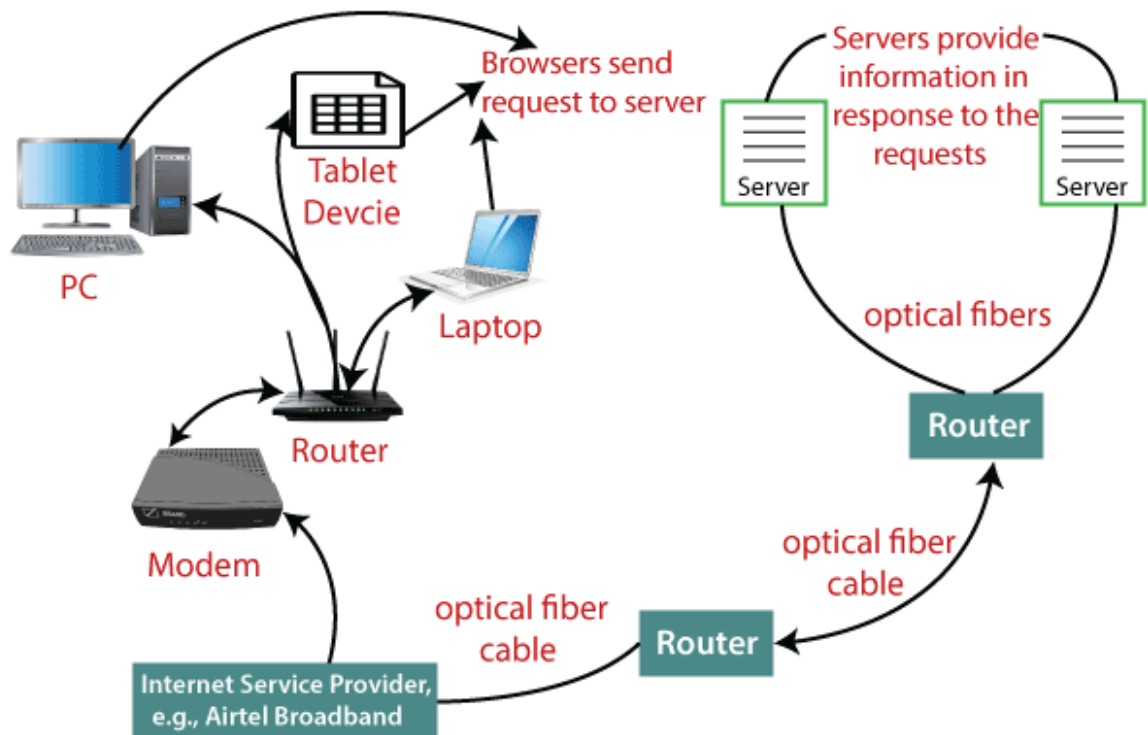 Browsers send
request to server
Servers provide
information in
response to the
requests
Server
Server
Tablet
Devcie
PC
Laptop
optical fibers
Router
Router
Modem
optical fiber
cable
optical fiber
cable
Router
Internet Service Provider,
e.g., Airtel Broadband